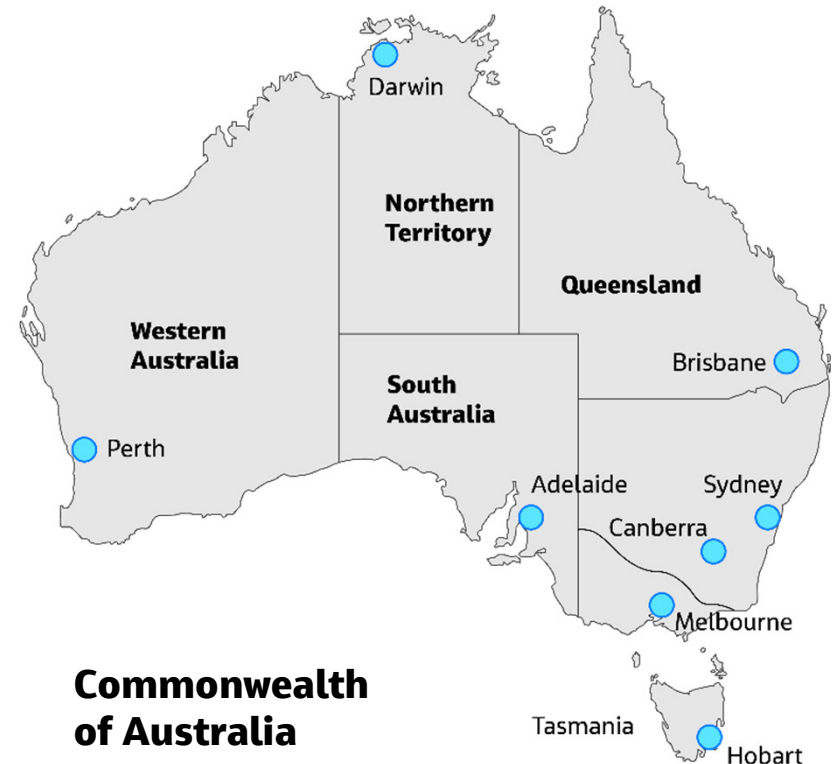 Darwin
Northern
Territory
Queensland
Western
Australia
Brisbane
South
Australia
Perth
Adelaide
Sydney
Canberra
Melbourne
Commonwealth
of Australia
Tasmania
Hobart